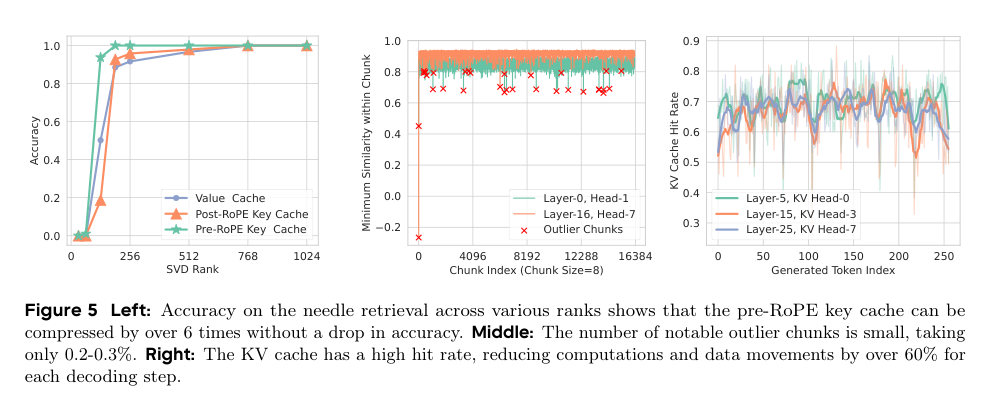 1.0
0.8
0.6
0.4
0.2
0.0
Accuracy
0
256
512
768
1024
SVD Rank
Value Cache
Post-RoPE Key Cache
Pre-RoPE Key Cache
1.0
0.8
0.6
0.4
0.2
0.0
−0.2
Minimum Similarity within Chunk
0
4096
8192
12288
16384
Chunk Index (Chunk Size=8)
Layer-0, Head-1
Layer-16, Head-7
Outlier Chunks
0.9
0.8
0.7
0.6
0.5
0.4
0.3
KV Cache Hit Rate
0
50
100
150
200
250
Generated Token Index
Layer-5, KV Head-0
Layer-15, KV Head-3
Layer-25, KV Head-7
Figure 5 Left: Accuracy on the needle retrieval across various ranks shows that the pre-RoPE key cache can be
compressed by over 6 times without a drop in accuracy. Middle: The number of notable outlier chunks is small, taking
only 0.2-0.3%. Right: The KV cache has a high hit rate, reducing computations and data movements by over 60% for
each decoding step.